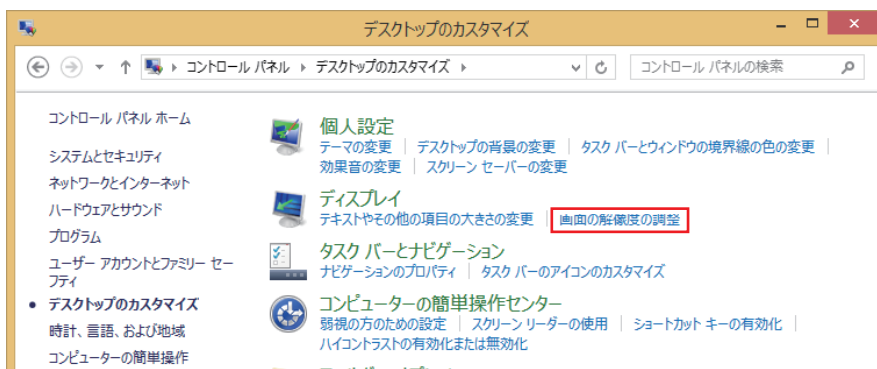 デスクトップのカスタマイズ
コントロール パネル デスクトップのカスタマイズ
コントロール パネルの検索
コントロール パネル ホーム
システムとセキュリティ
ネットワークとインターネット
ハードウェアとサウンド
プログラム
ユーザー アカウントとファミリー セー
フティ
デスクトップのカスタマイズ
時計、言語、および地域
コンピューターの簡単操作
個人設定
テーマの変更 デスクトップの背景の変更 タスク バーとウィンドウの境界線の色の変更
効果音の変更 スクリーン セーバーの変更
ディスプレイ
テキストやその他の項目の大きさの変更 画面の解像度の調整
タスク バーとナビゲーション
ナビゲーションのプロパティ タスク バーのアイコンのカスタマイズ
コンピューターの簡単操作センター
弱視の方のための設定 スクリーン リーダーの使用 ショートカット キーの有効化
ハイコントラストの有効化または無効化